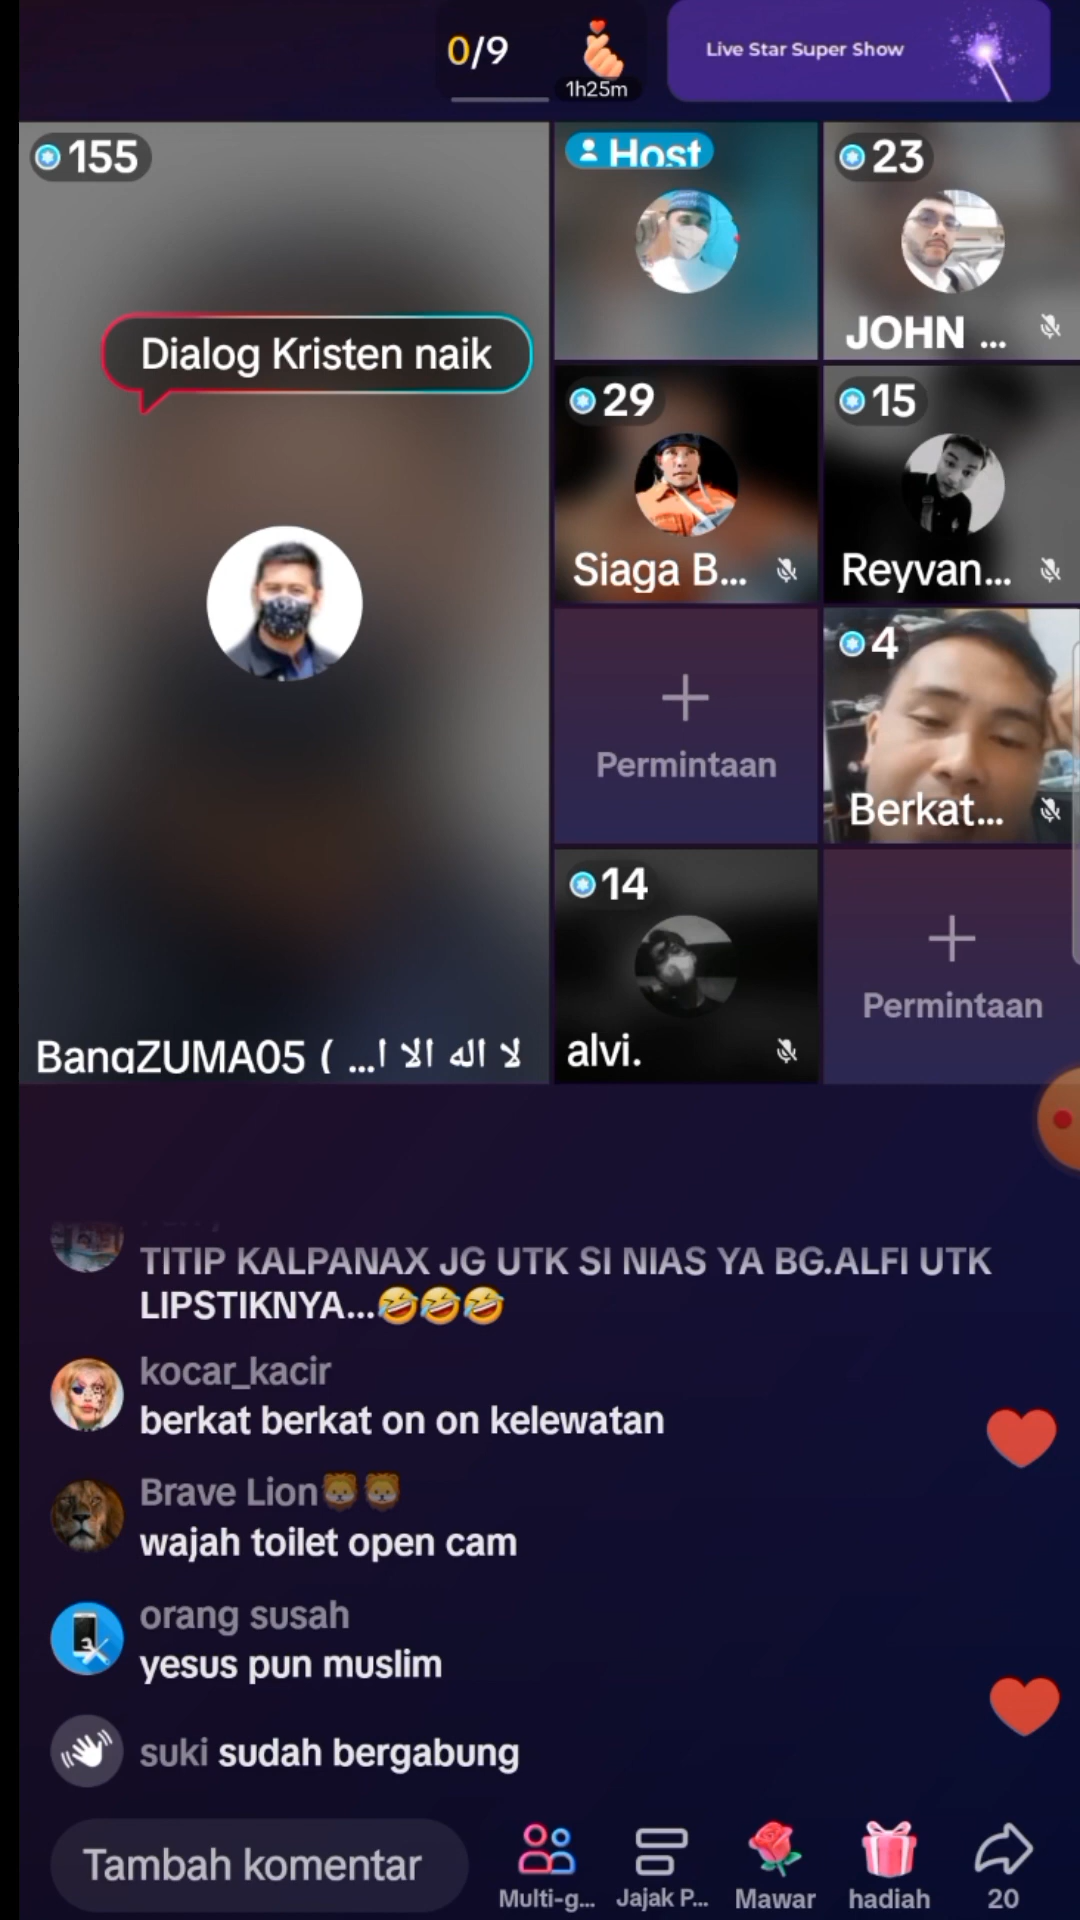 0/9
1h25m
Live Star Super Show
155
Host
23
Dialog Kristen naik
JOHN ...
29
15
Siaga B...
Reyvan...
4
Permintaan
Berkat...
14
Permintaan
alvi.
BangZUMA05 ( ...لا اله الا ا
TITIP KALPANAX JG UTK SI NIAS YA BG.ALFI UTK
LIPSTIKNYA...🤣🤣🤣
kocar_kacir
berkat berkat on on kelewatan
Brave Lion🦁🦁
wajah toilet open cam
orang susah
yesus pun muslim
suki sudah bergabung
Tambah komentar
Multi-g...
Jajak P...
Mawar
hadiah
20